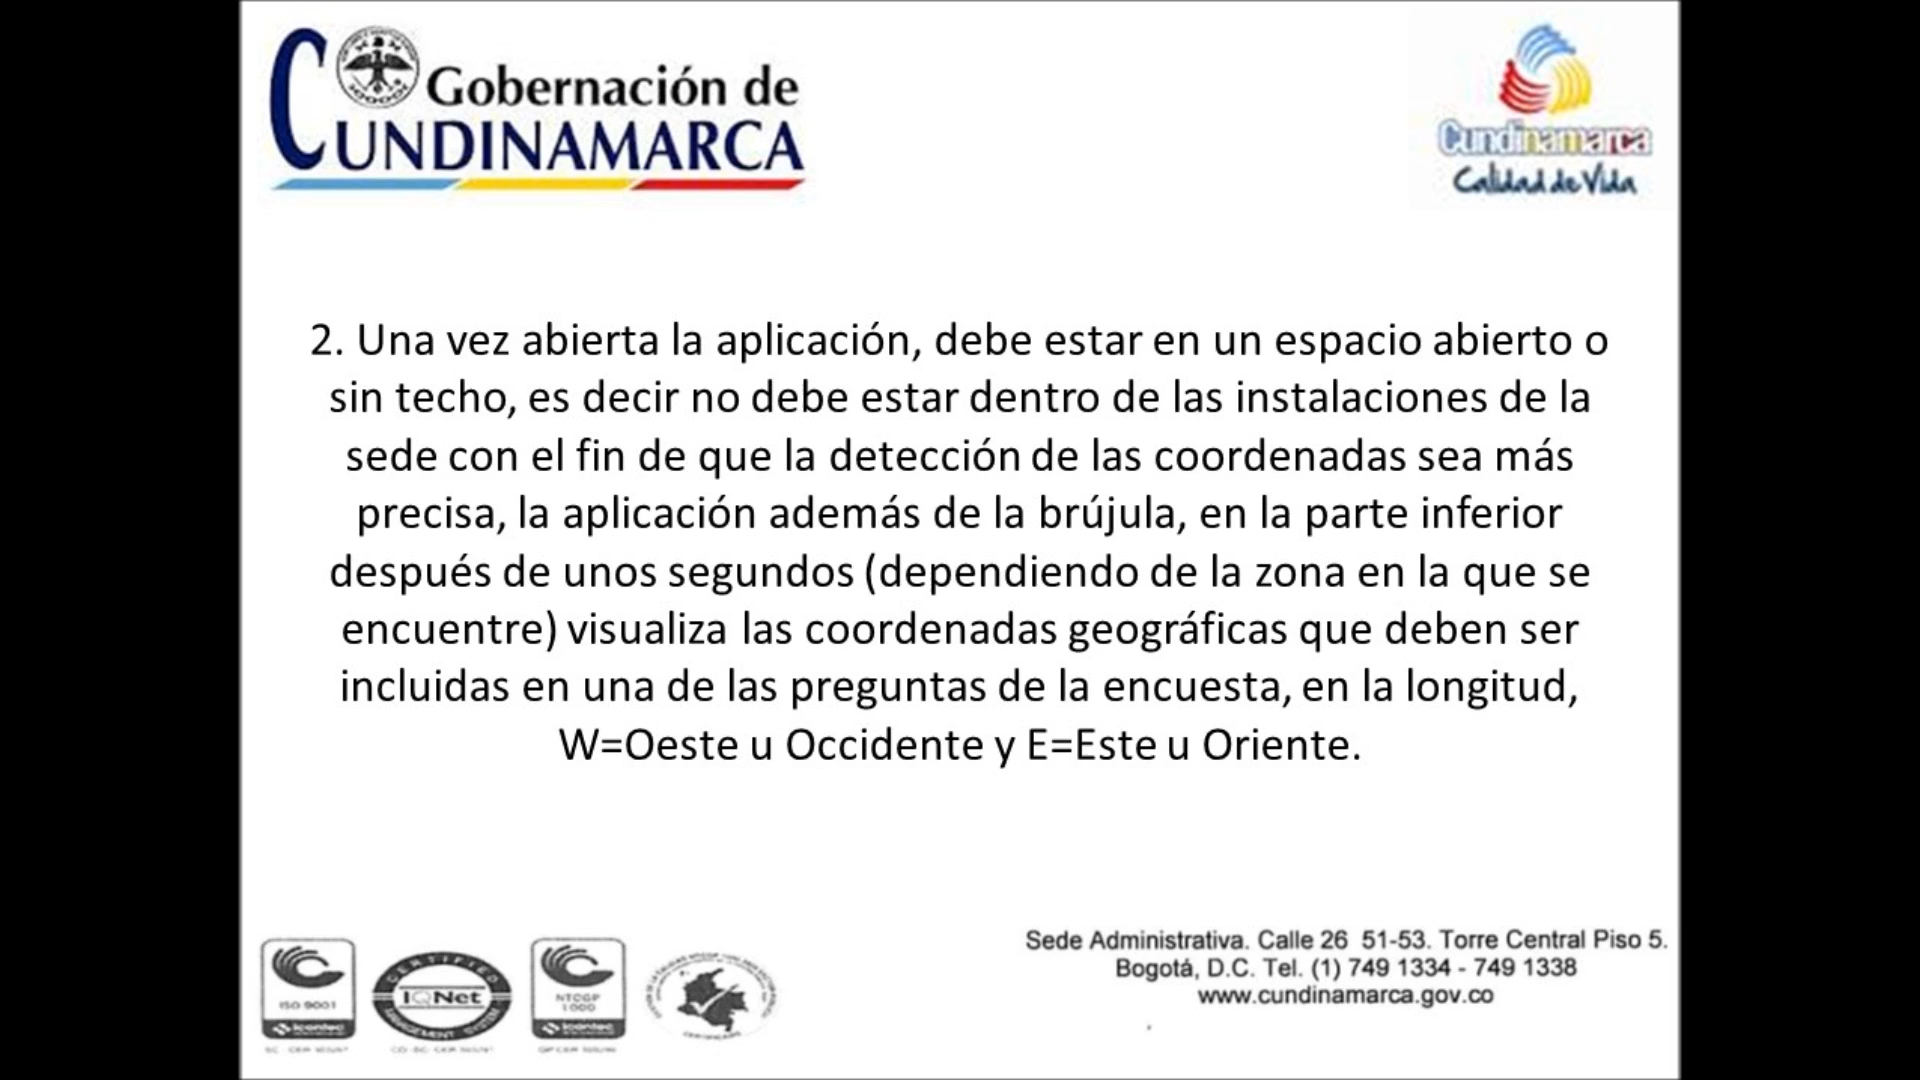 Gobernación de
CUNDINAMARCA
Cundinamarca
Calidad de Vida
2. Una vez abierta la aplicación, debe estar en un espacio abierto o
sin techo, es decir no debe estar dentro de las instalaciones de la
sede con el fin de que la detección de las coordenadas sea más
precisa, la aplicación además de la brújula, en la parte inferior
después de unos segundos (dependiendo de la zona en la que se
encuentre) visualiza las coordenadas geográficas que deben ser
incluidas en una de las preguntas de la encuesta, en la longitud,
W=Oeste u Occidente y E=Este u Oriente.
ISO 9001
icontec
CERTIFIED
IQNet
MANAGEMENT SYSTEM
NTCGP
1000
icontec
Sede Administrativa. Calle 26 51-53. Torre Central Piso 5.
Bogotá, D.C. Tel. (1) 749 1334 - 749 1338
www.cundinamarca.gov.co